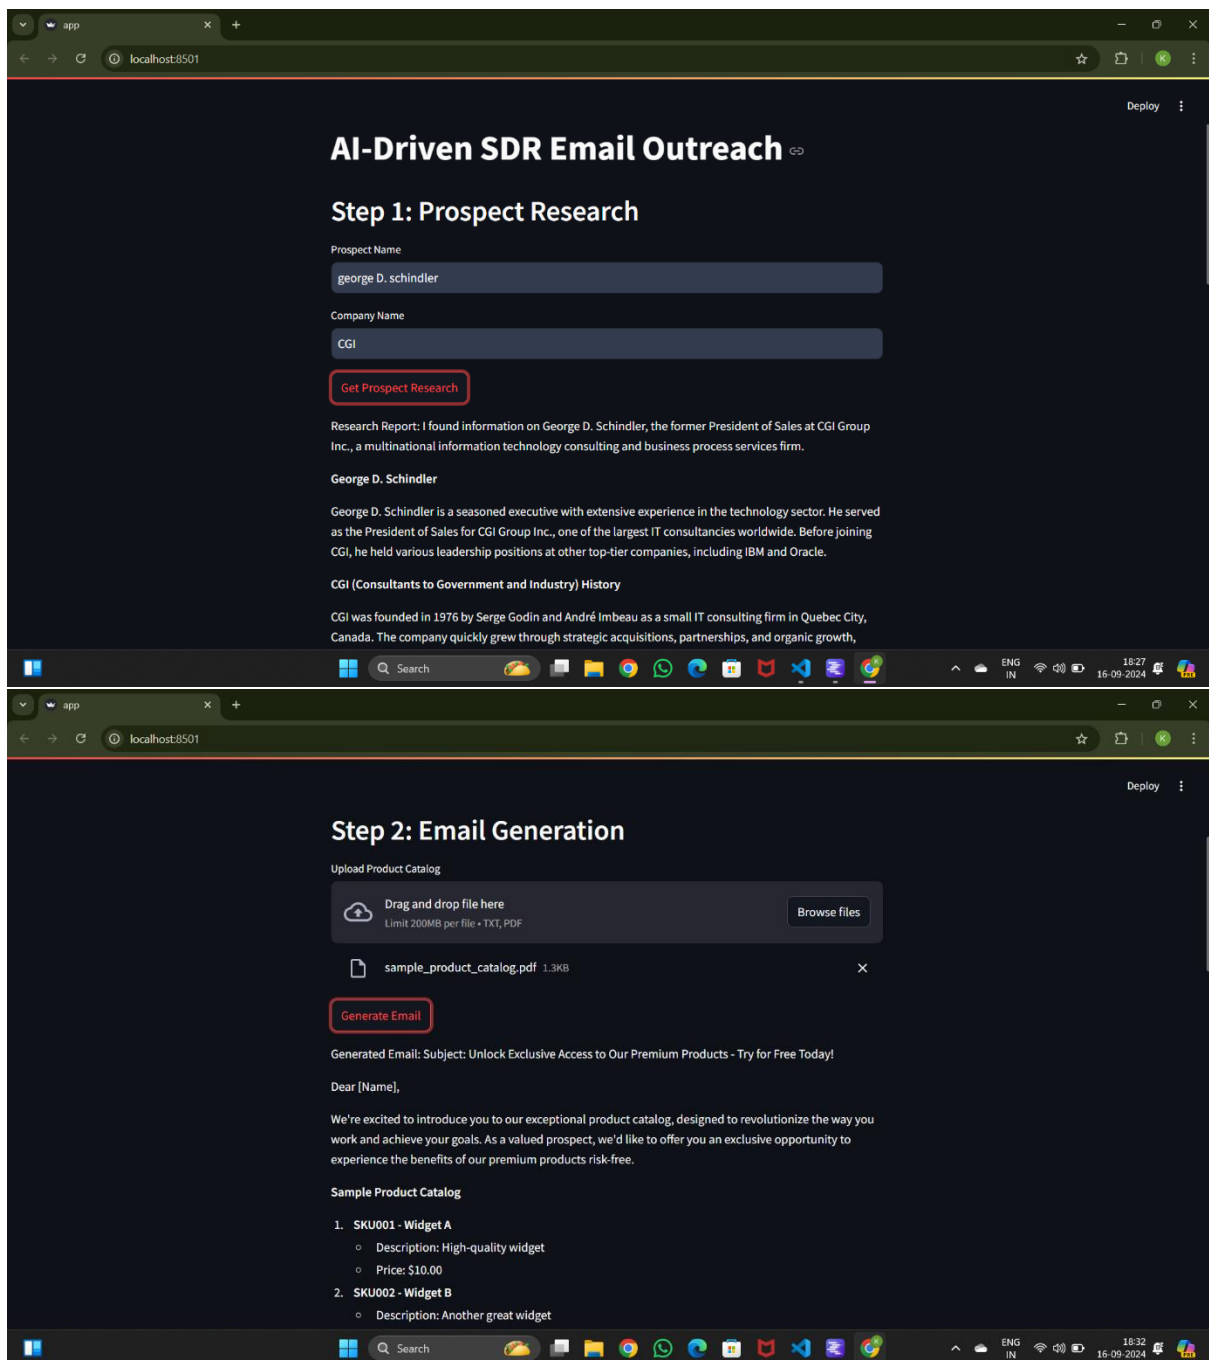 app
localhost:8501
K
Deploy
AI-Driven SDR Email Outreach
Step 1: Prospect Research
Prospect Name
george D. schindler
Company Name
CGI
Get Prospect Research
Research Report: I found information on George D. Schindler, the former President of Sales at CGI Group
Inc., a multinational information technology consulting and business process services firm.
George D. Schindler
George D. Schindler is a seasoned executive with extensive experience in the technology sector. He served
as the President of Sales for CGI Group Inc., one of the largest IT consultancies worldwide. Before joining
CGI, he held various leadership positions at other top-tier companies, including IBM and Oracle.
CGI (Consultants to Government and Industry) History
CGI was founded in 1976 by Serge Godin and André Imbeau as a small IT consulting firm in Quebec City,
Canada. The company quickly grew through strategic acquisitions, partnerships, and organic growth,
Search
ENG
IN
18:27
16-09-2024
PRE
app
localhost:8501
K
Deploy
Step 2: Email Generation
Upload Product Catalog
Drag and drop file here
Limit 200MB per file • TXT, PDF
Browse files
sample_product_catalog.pdf 1.3KB
Generate Email
Generated Email: Subject: Unlock Exclusive Access to Our Premium Products - Try for Free Today!
Dear [Name],
We're excited to introduce you to our exceptional product catalog, designed to revolutionize the way you
work and achieve your goals. As a valued prospect, we'd like to offer you an exclusive opportunity to
experience the benefits of our premium products risk-free.
Sample Product Catalog
1. SKU001 - Widget A
Description: High-quality widget
Price: $10.00
2. SKU002 - Widget B
Description: Another great widget
Search
ENG
IN
18:32
16-09-2024
PRE